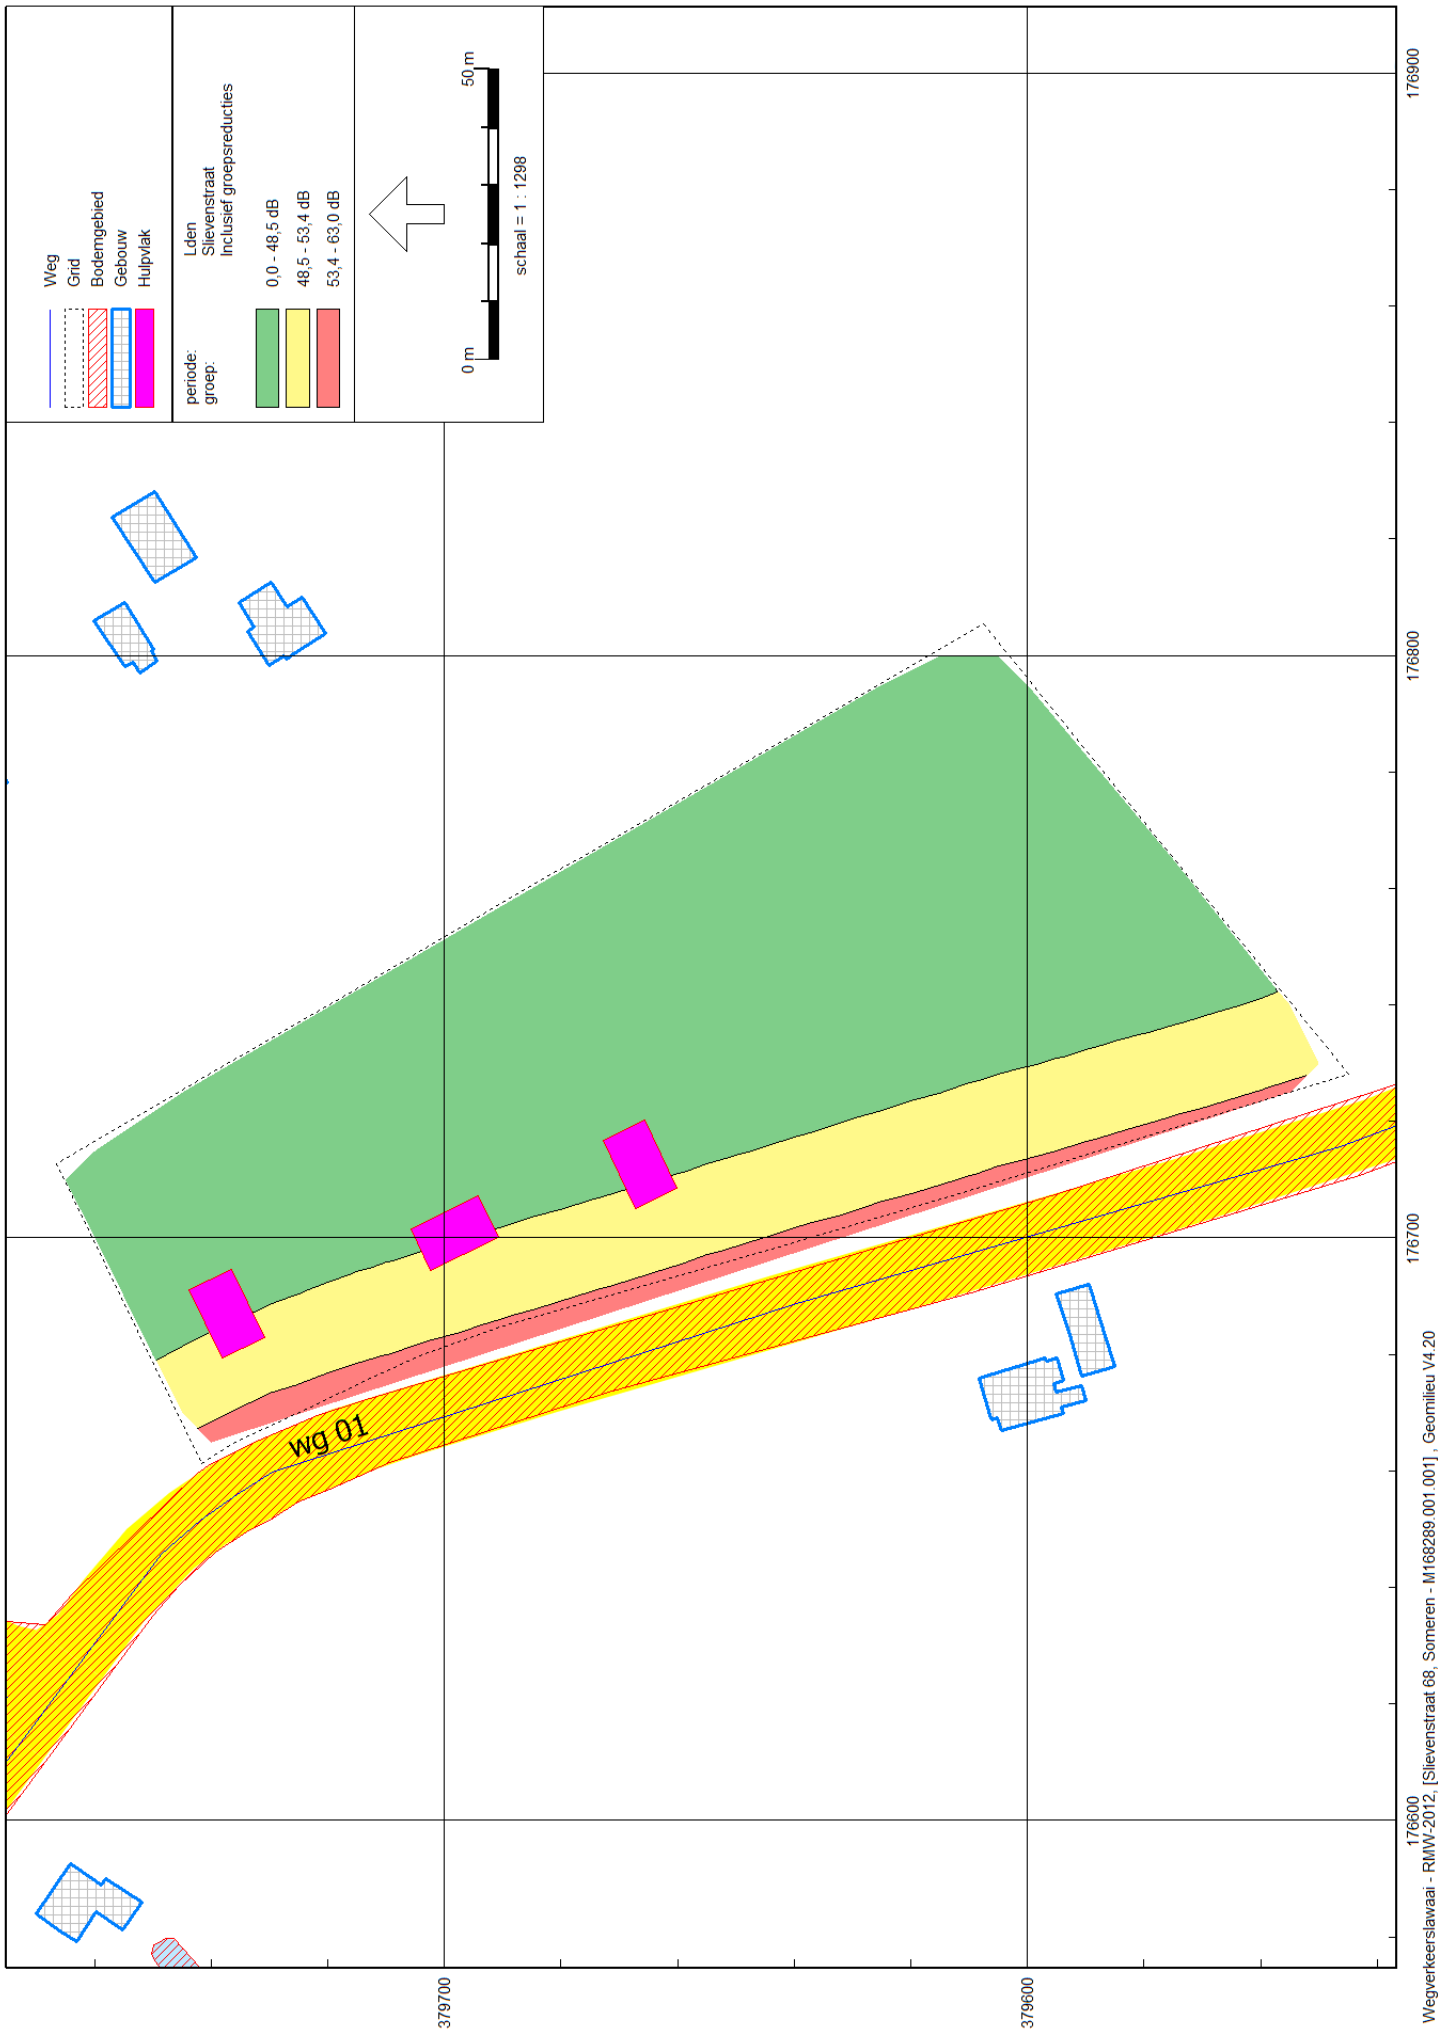 Weg
Grid
Bodemgebied
Gebouw
Hulpvlak
periode: Lden
groep: Slievenstraat
Inclusief groepsreducties
0,0 - 48,5 dB
48,5 - 53,4 dB
53,4 - 63,0 dB
0 m 50 m
schaal = 1 : 1298
wg 01
379700
379600
176600 176700 176800 176900
Wegverkeerslawaai - RMW-2012, [Slievenstraat 68, Someren - M168289.001.001] , Geomilieu V4.20